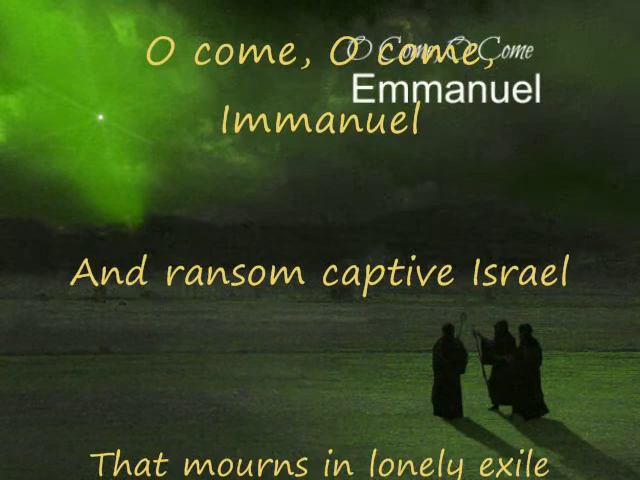 O come, O come,
O Come O Come
Emmanuel
Immanuel
And ransom captive Israel
That mourns in lonely exile